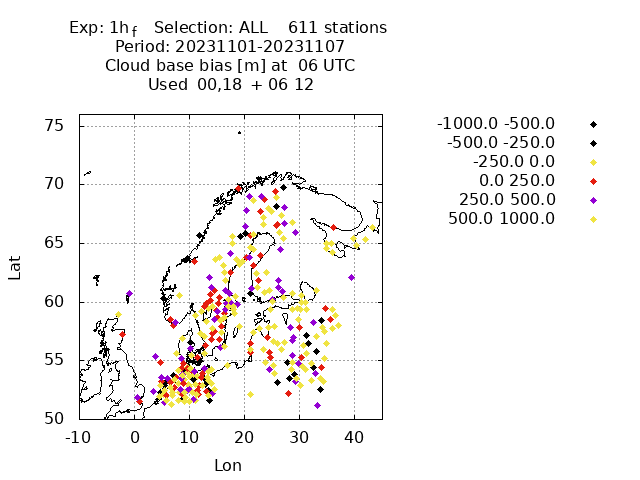 Exp: 1h_f   Selection: ALL    611 stations
Period: 20231101-20231107
Cloud base bias [m] at  06 UTC
Used 00,18 + 06 12
-1000.0 -500.0
-500.0 -250.0
-250.0 0.0
0.0 250.0
250.0 500.0
500.0 1000.0
75
70
65
60
55
50
Lat
-10 0 10 20 30 40
Lon